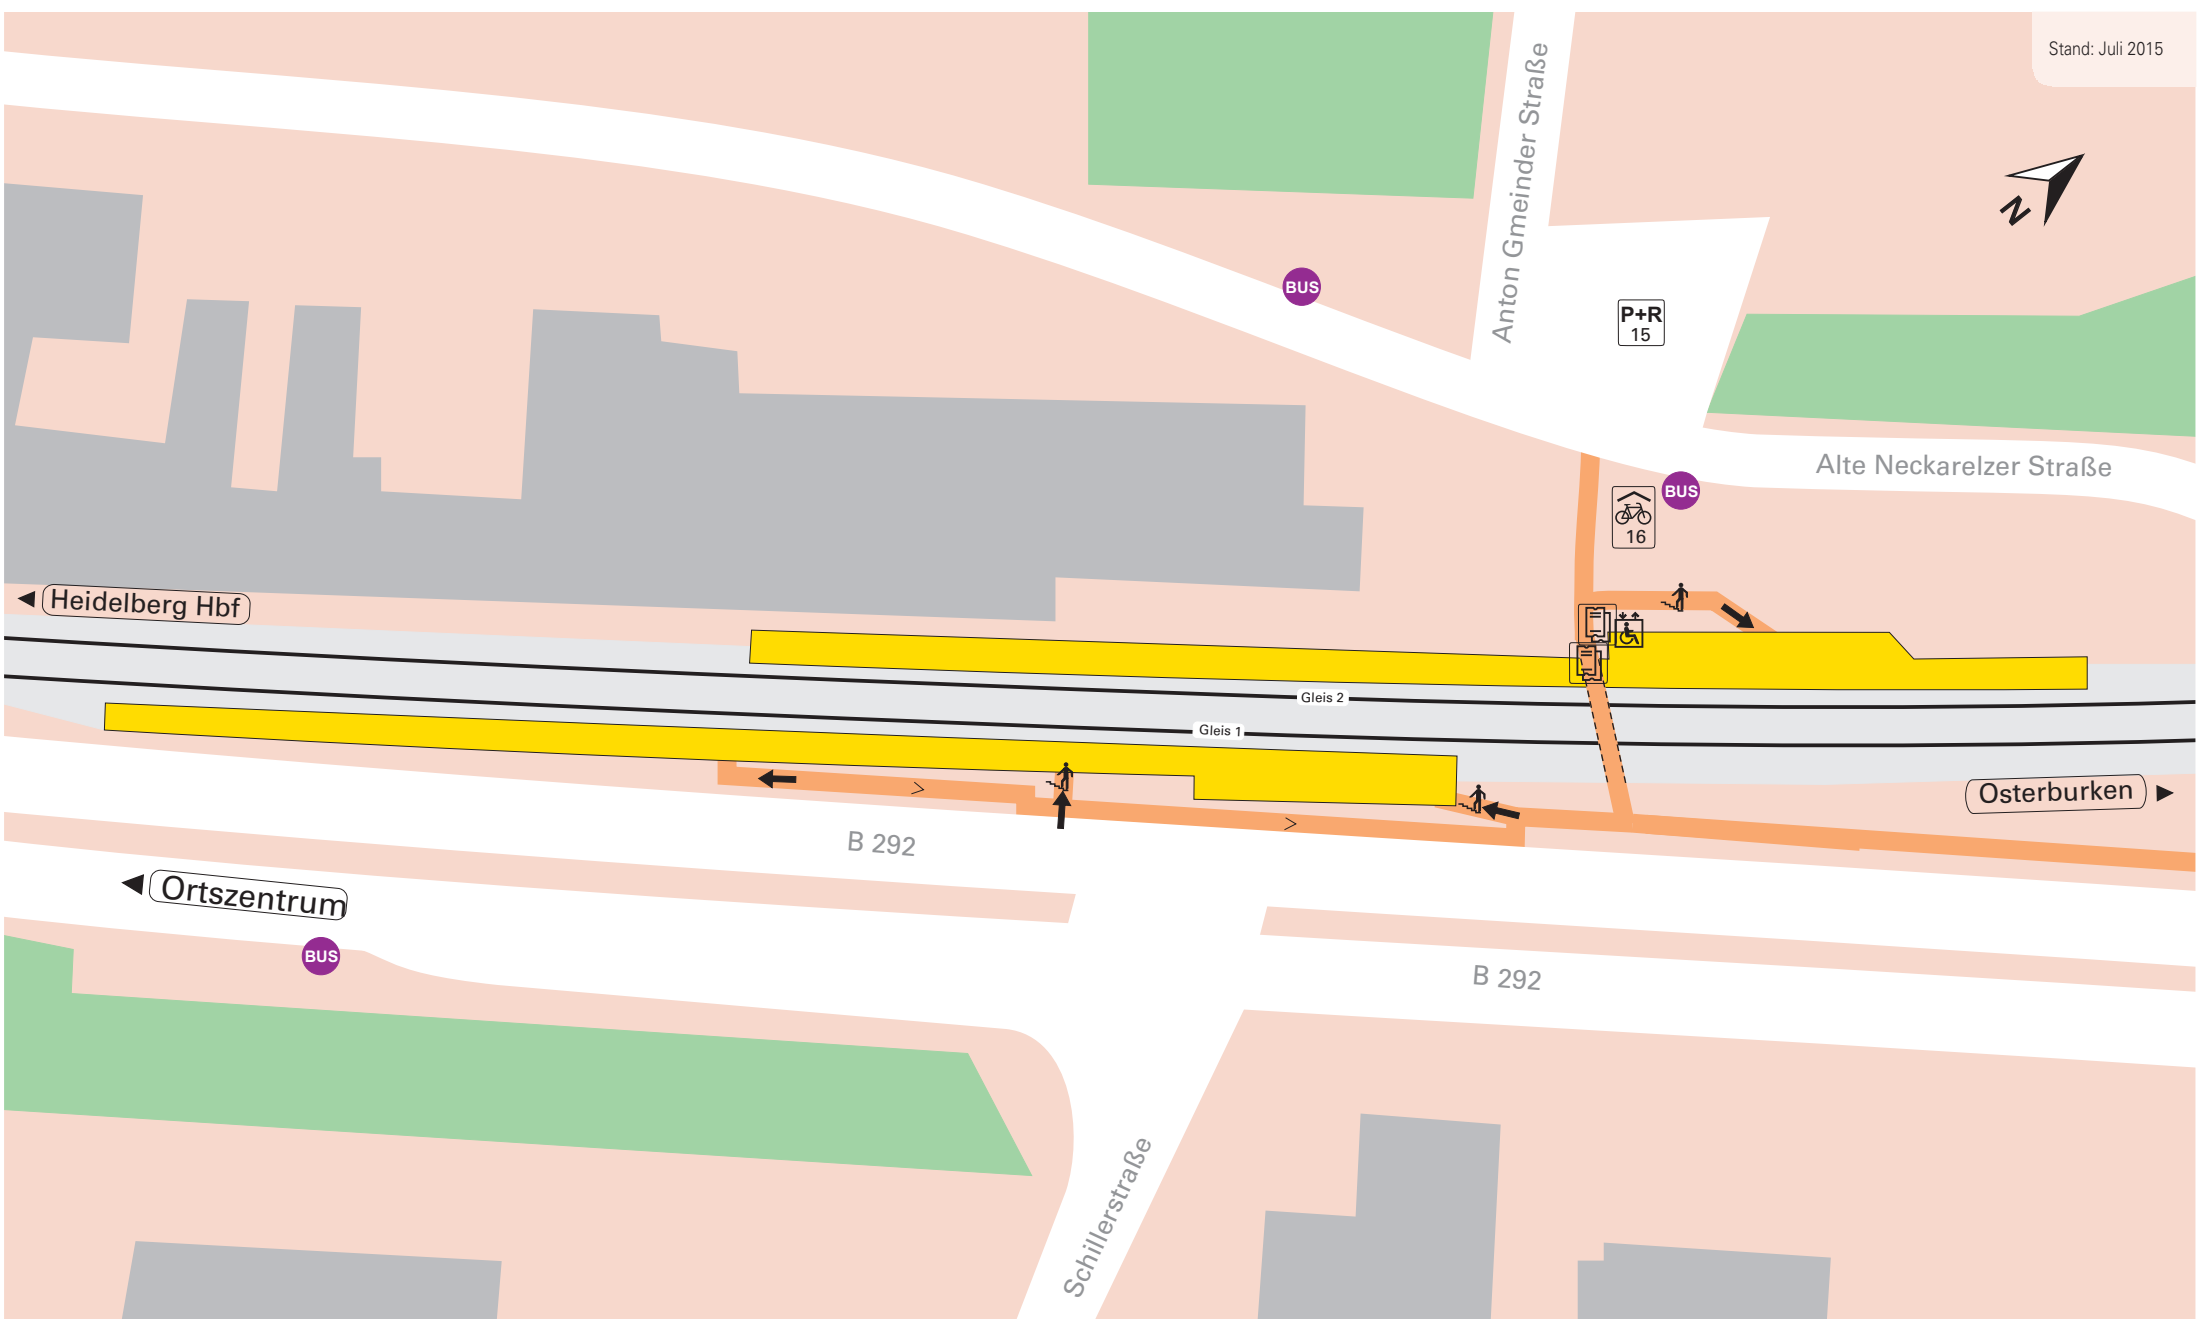 Stand: Juli 2015
Anton Gmeinder Straße
N
BUS
P+R
15
Alte Neckarelzer Straße
BUS
16
Heidelberg Hbf
Gleis 2
Gleis 1
Osterburken
B 292
Ortszentrum
BUS
B 292
Schillerstraße